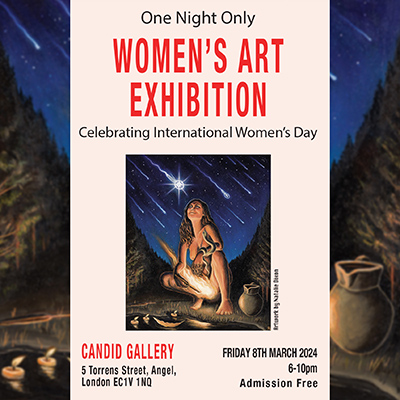 One Night Only
WOMEN'S ART
EXHIBITION
Celebrating International Women's Day
Artwork by Natalie Dixon
CANDID GALLERY
5 Torrens Street, Angel,
London EC1V 1NQ
FRIDAY 8TH MARCH 2024
6-10pm
Admission Free